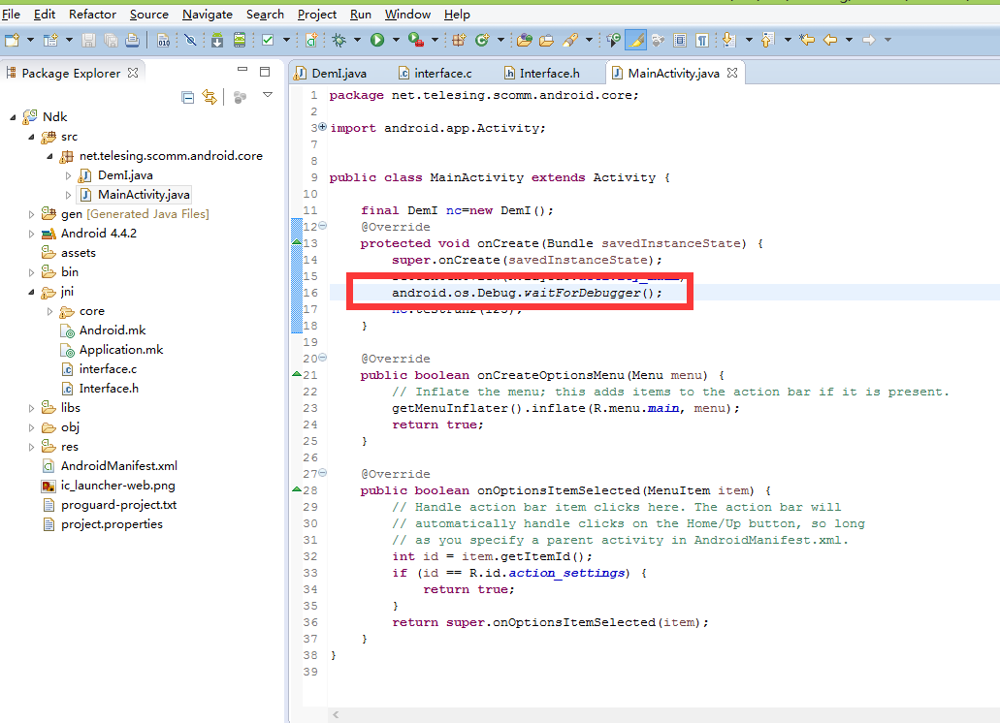 File Edit Refactor Source Navigate Search Project Run Window Help
Package Explorer
Ndk
src
net.telesing.scomm.android.core
DemI.java
MainActivity.java
gen [Generated Java Files]
Android 4.4.2
assets
bin
jni
core
Android.mk
Application.mk
interface.c
Interface.h
libs
obj
res
AndroidManifest.xml
ic_launcher-web.png
proguard-project.txt
project.properties
DemI.java interface.c Interface.h MainActivity.java
1 package net.telesing.scomm.android.core;
2
3 import android.app.Activity;
7
8
9 public class MainActivity extends Activity {
10
11 final DemI nc=new DemI();
12 @Override
13 protected void onCreate(Bundle savedInstanceState) {
14 super.onCreate(savedInstanceState);
15
16 android.os.Debug.waitForDebugger();
17
18 }
19
20 @Override
21 public boolean onCreateOptionsMenu(Menu menu) {
22 // Inflate the menu; this adds items to the action bar if it is present.
23 getMenuInflater().inflate(R.menu.main, menu);
24 return true;
25 }
26
27 @Override
28 public boolean onOptionsItemSelected(MenuItem item) {
29 // Handle action bar item clicks here. The action bar will
30 // automatically handle clicks on the Home/Up button, so long
31 // as you specify a parent activity in AndroidManifest.xml.
32 int id = item.getItemId();
33 if (id == R.id.action_settings) {
34 return true;
35 }
36 return super.onOptionsItemSelected(item);
37 }
38 }
39